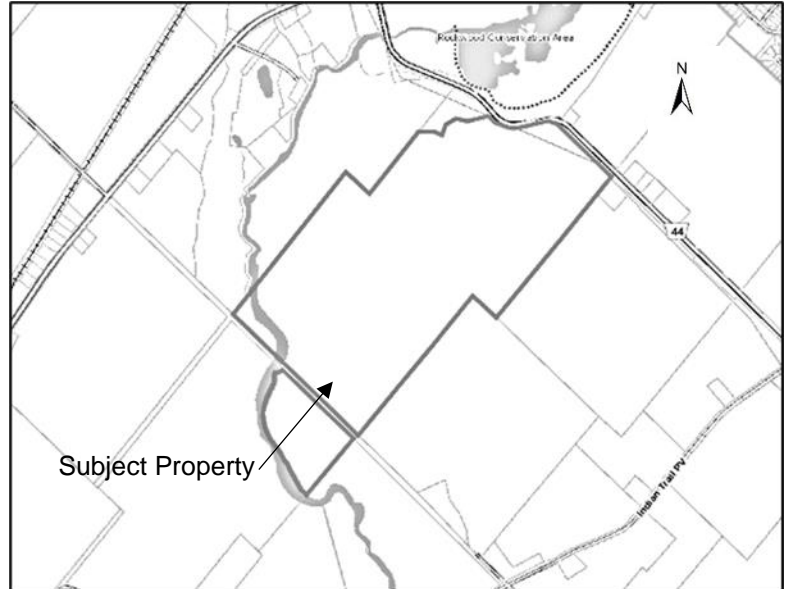 Rockwood Conservation Area
N
44
Subject Property
Indian Trail PV